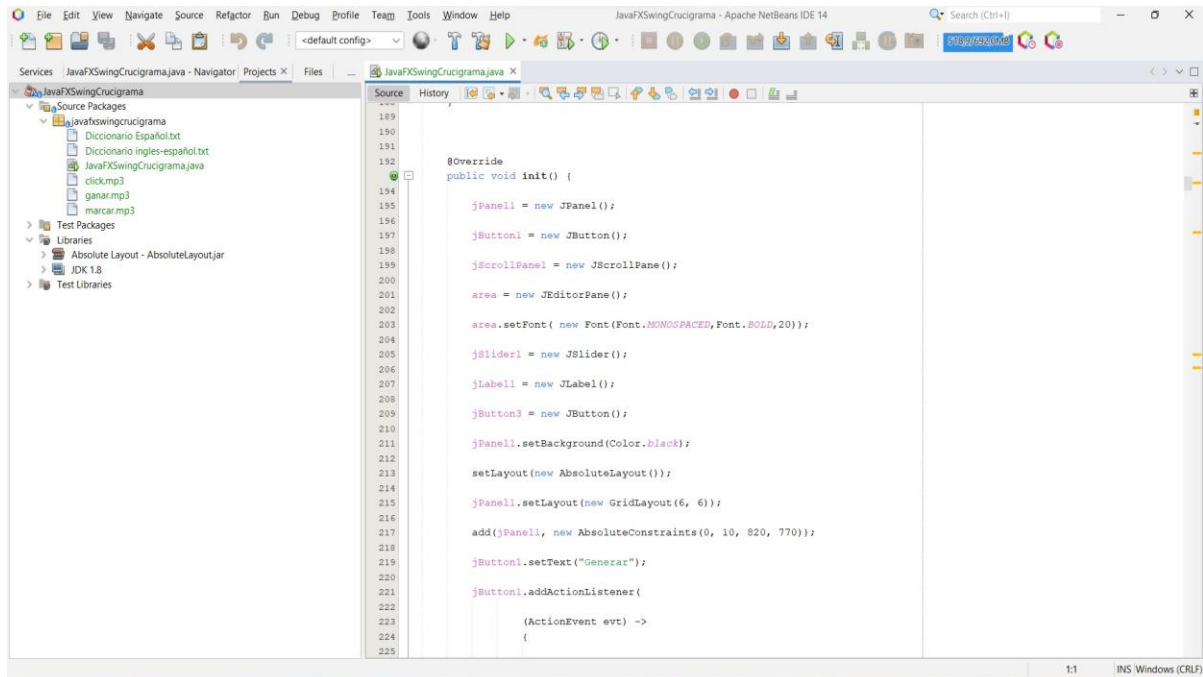 File Edit View Navigate Source Refactor Run Debug Profile Team Tools Window Help
JavaFXSwingCrucigrama - Apache NetBeans IDE 14
Search (Ctrl+I)
<default config>
518,9/692,0MB
Services JavaFXSwingCrucigrama.java - Navigator Projects Files
JavaFXSwingCrucigrama
Source Packages
javafxswingcrucigrama
Diccionario Español.txt
Diccionario ingles-español.txt
JavaFXSwingCrucigrama.java
click.mp3
ganar.mp3
marcar.mp3
Test Packages
Libraries
Absolute Layout - AbsoluteLayout.jar
JDK 1.8
Test Libraries
JavaFXSwingCrucigrama.java
Source History
189
190
191
192 @Override
public void init() {
194
195 jPanel1 = new JPanel();
196
197 jButton1 = new JButton();
198
199 jScrollPane1 = new JScrollPane();
200
201 area = new JEditorPane();
202
203 area.setFont( new Font(Font.MONOSPACED,Font.BOLD,20));
204
205 jSlider1 = new JSlider();
206
207 jLabel1 = new JLabel();
208
209 jButton3 = new JButton();
210
211 jPanel1.setBackground(Color.black);
212
213 setLayout(new AbsoluteLayout());
214
215 jPanel1.setLayout(new GridLayout(6, 6));
216
217 add(jPanel1, new AbsoluteConstraints(0, 10, 820, 770));
218
219 jButton1.setText("Generar");
220
221 jButton1.addActionListener(
222
223 (ActionEvent evt) ->
224 {
225
1:1 INS Windows (CRLF)